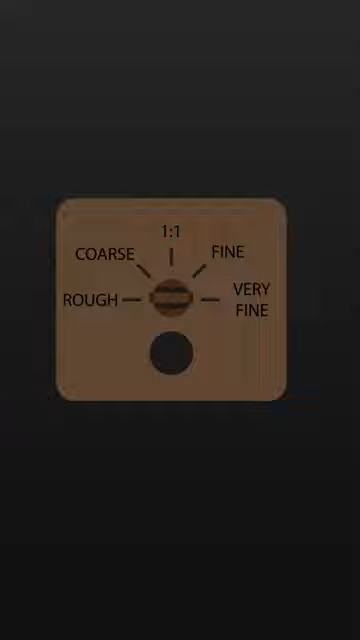 1:1
COARSE
FINE
ROUGH
VERY
FINE